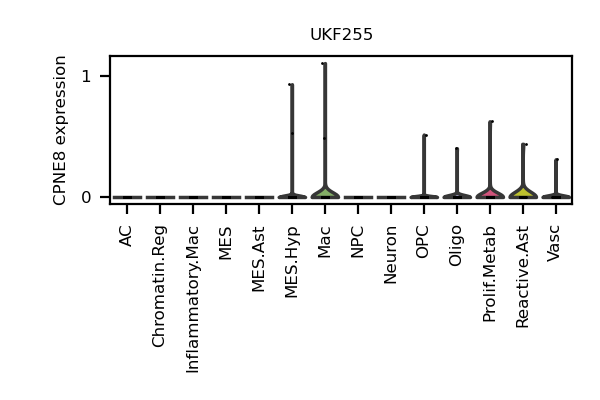 UKF255
CPNE8 expression
1
0
AC
Chromatin.Reg
Inflammatory.Mac
MES
MES.Ast
MES.Hyp
Mac
NPC
Neuron
OPC
Oligo
Prolif.Metab
Reactive.Ast
Vasc